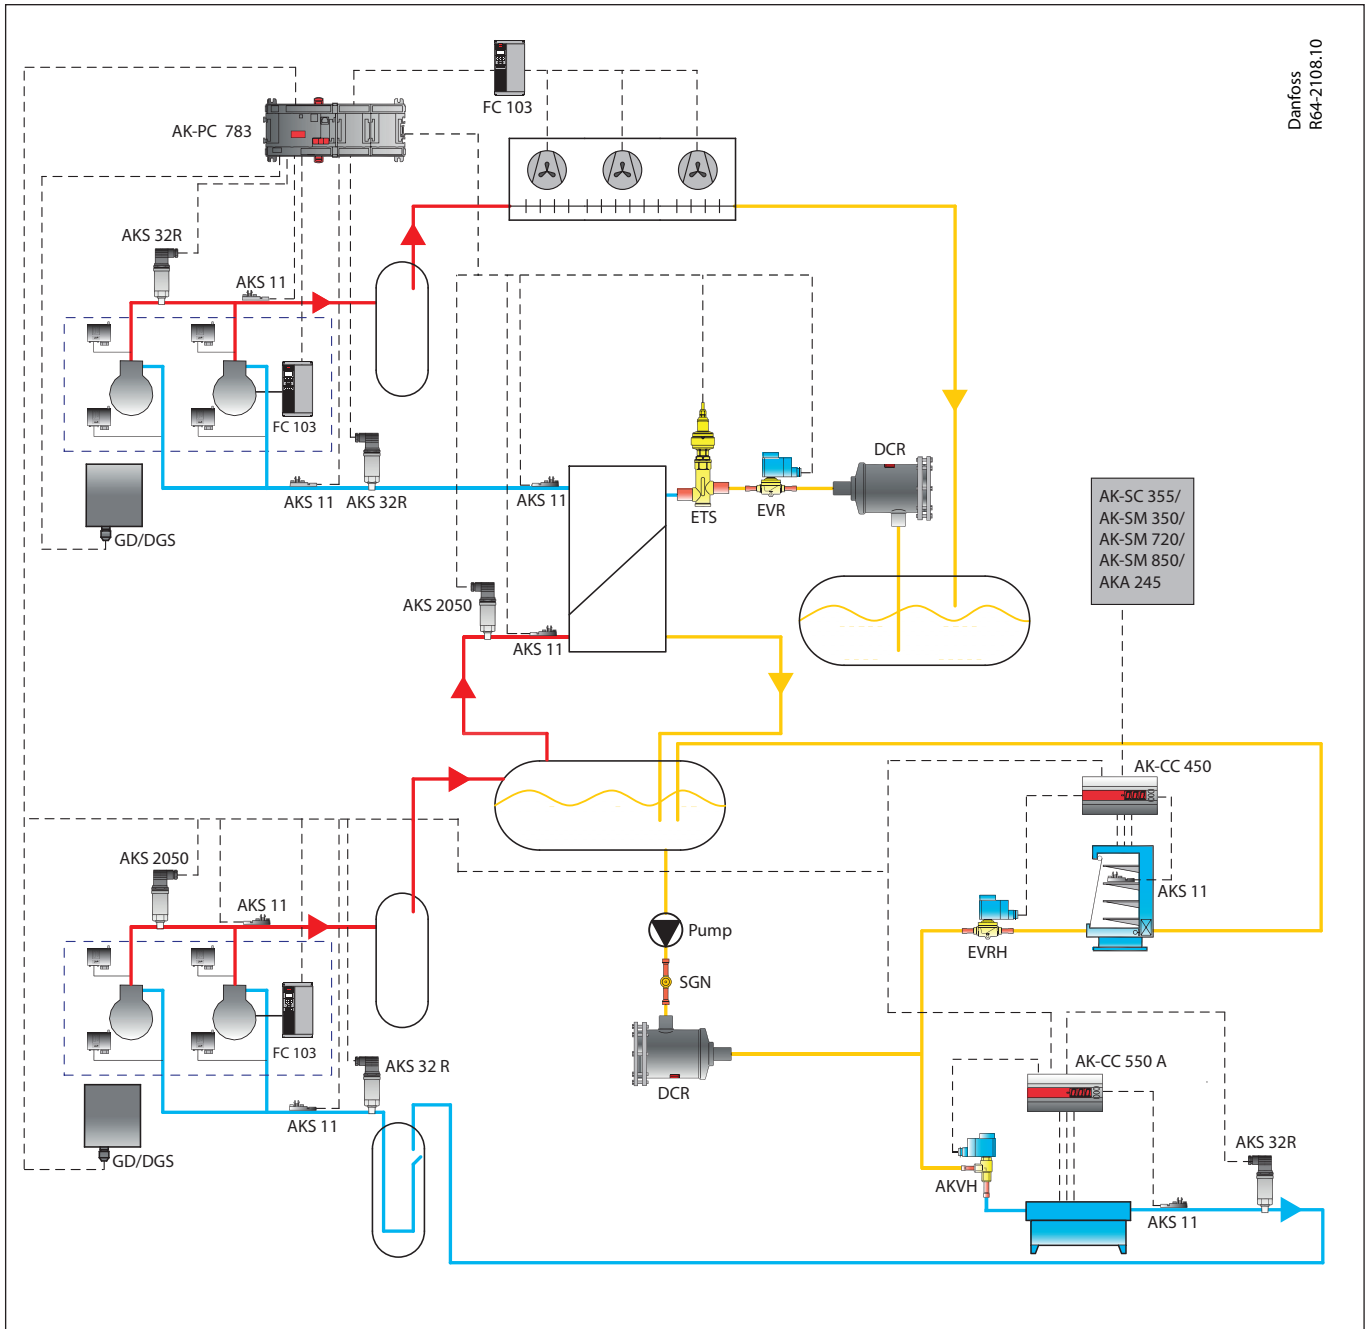 Danfoss
R64-2108.10
FC 103
AK-PC 783
AKS 32R
AKS 11
FC 103
AKS 11
AKS 32R
AKS 11
ETS
EVR
DCR
GD/DGS
AK-SC 355/
AK-SM 350/
AK-SM 720/
AK-SM 850/
AKA 245
AKS 2050
AKS 11
AK-CC 450
AKS 2050
AKS 11
AKS 11
Pump
EVRH
SGN
FC 103
AKS 32 R
AK-CC 550 A
DCR
AKS 11
AKS 32R
GD/DGS
AKVH
AKS 11